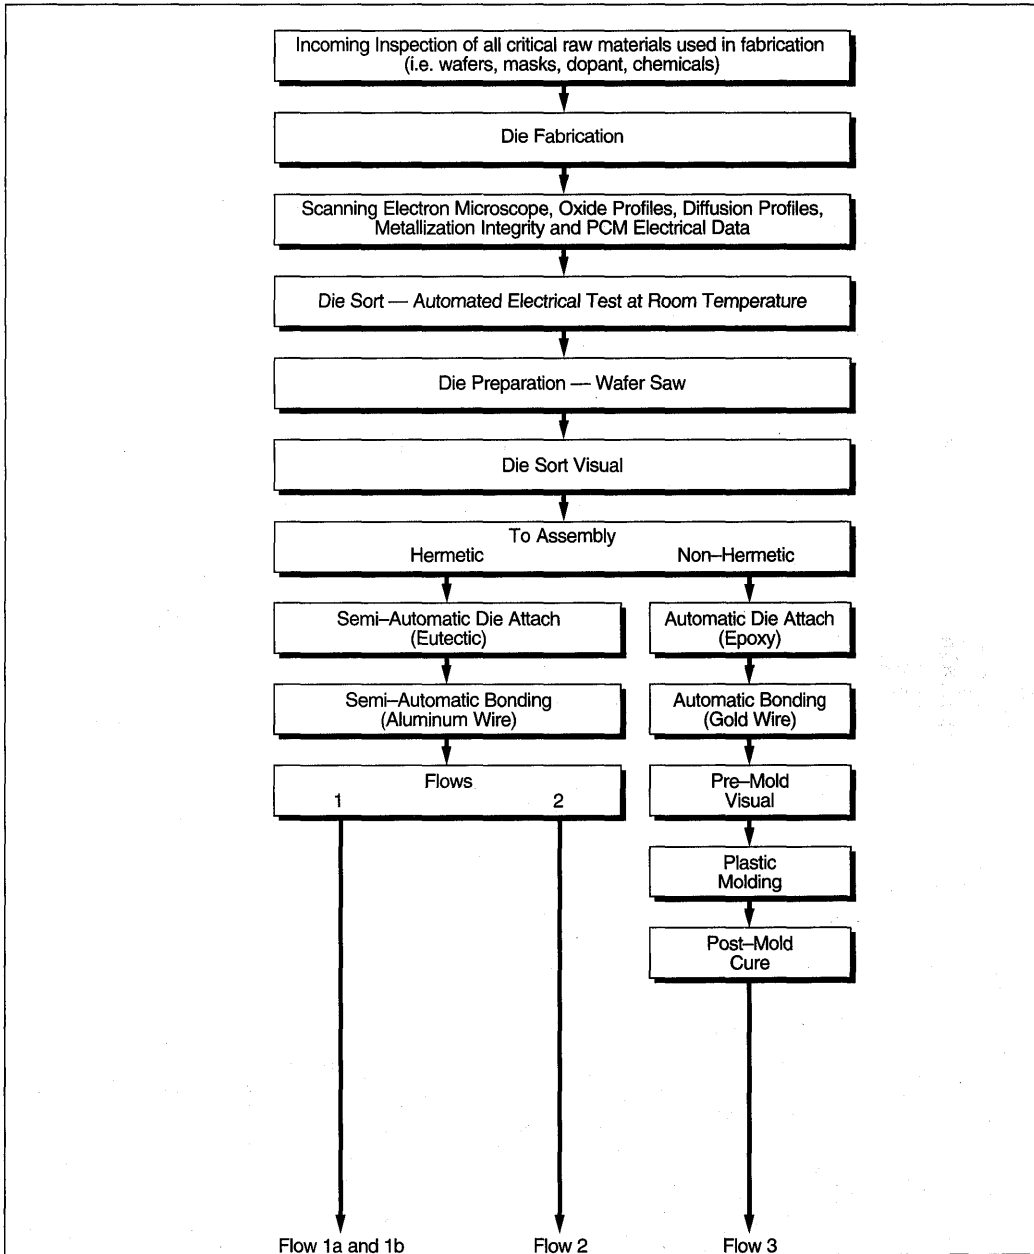 Incoming Inspection of all critical raw materials used in fabrication
(i.e. wafers, masks, dopant, chemicals)
Die Fabrication
Scanning Electron Microscope, Oxide Profiles, Diffusion Profiles,
Metallization Integrity and PCM Electrical Data
Die Sort — Automated Electrical Test at Room Temperature
Die Preparation — Wafer Saw
Die Sort Visual
To Assembly
Hermetic Non–Hermetic
Semi–Automatic Die Attach
(Eutectic)
Automatic Die Attach
(Epoxy)
Semi–Automatic Bonding
(Aluminum Wire)
Automatic Bonding
(Gold Wire)
Flows
1 2
Pre–Mold
Visual
Plastic
Molding
Post–Mold
Cure
Flow 1a and 1b Flow 2 Flow 3